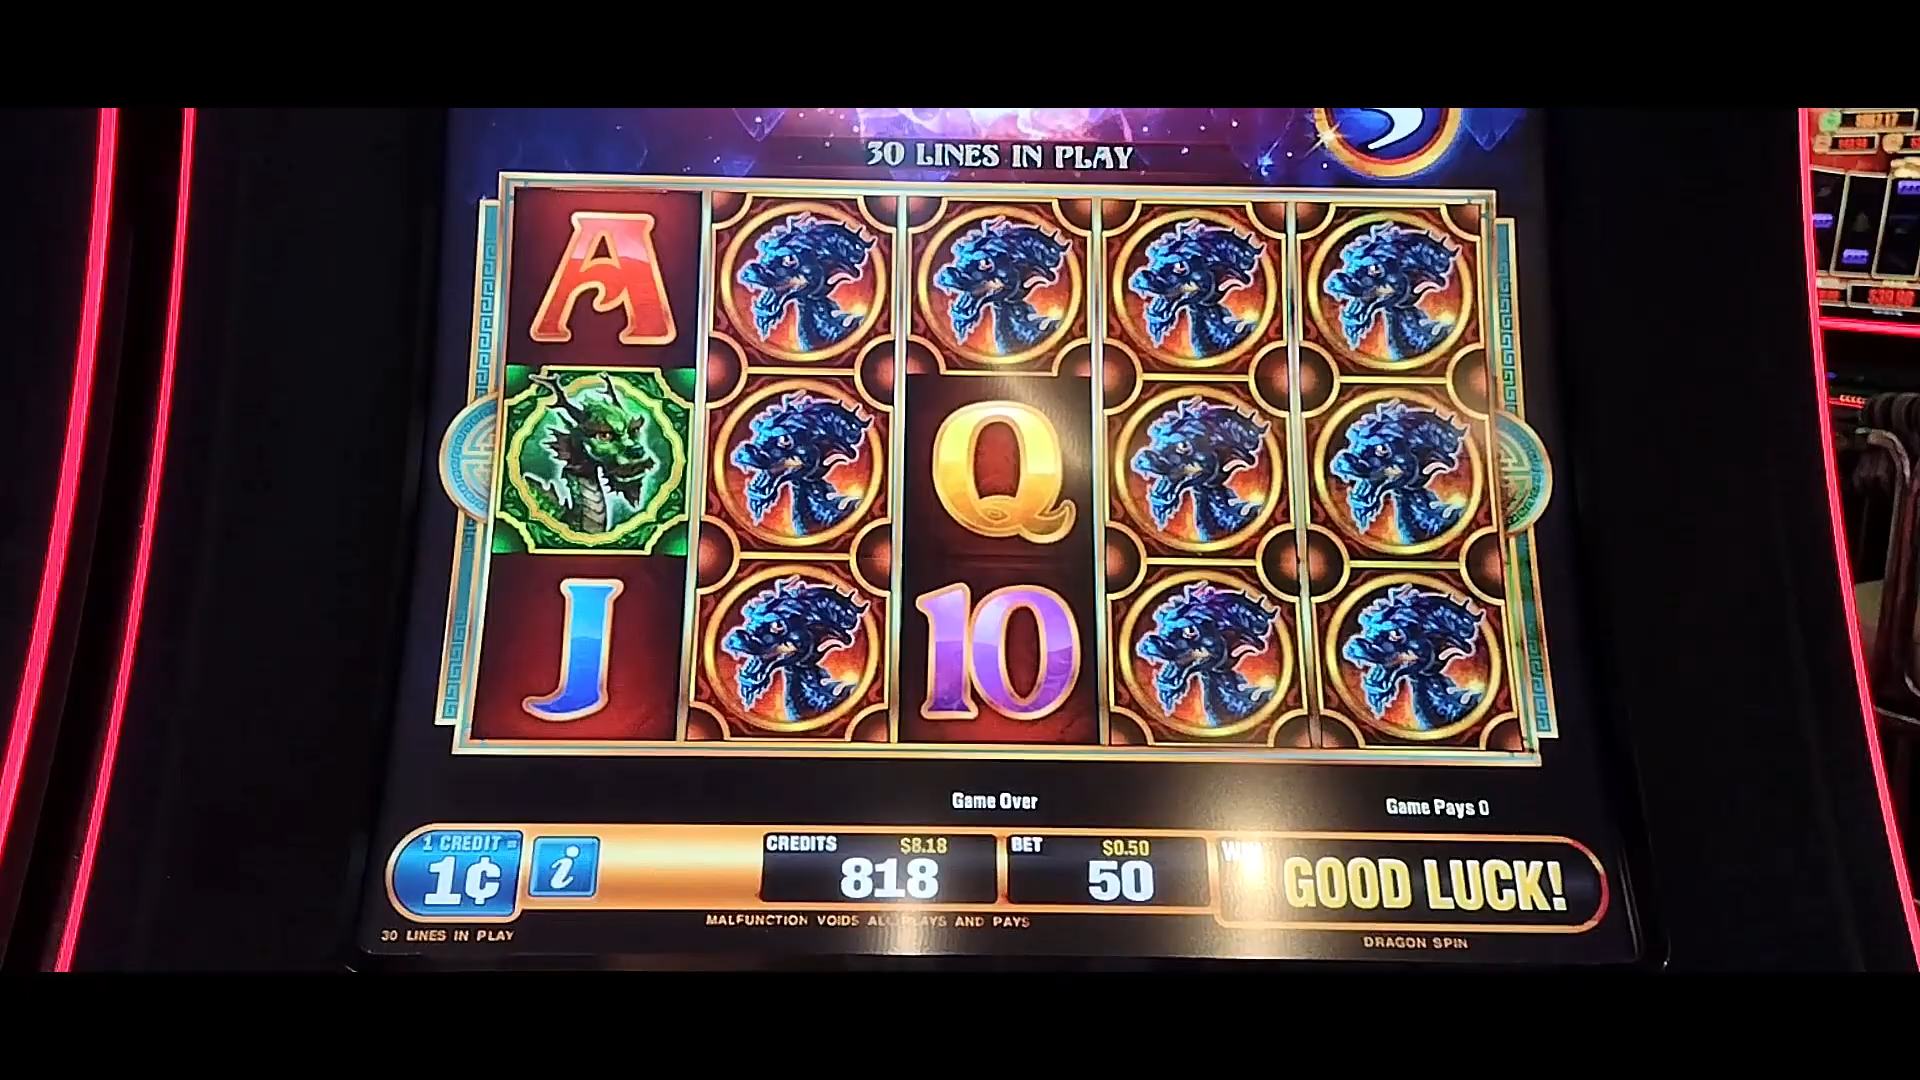 30 LINES IN PLAY
A
Q
J
10
Game Over
Game Pays 0
1 CREDIT =
1¢
i
CREDITS $8.18
818
BET $0.50
50
GOOD LUCK!
MALFUNCTION VOIDS ALL PLAYS AND PAYS
30 LINES IN PLAY
DRAGON SPIN